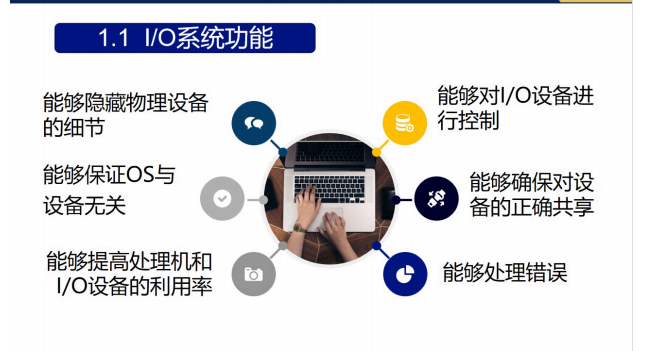 1.1 I/O系统功能
能够隐藏物理设备
的细节
能够保证OS与
设备无关
能够提高处理机和
I/O设备的利用率
能够对I/O设备进
行控制
能够确保对设
备的正确共享
能够处理错误